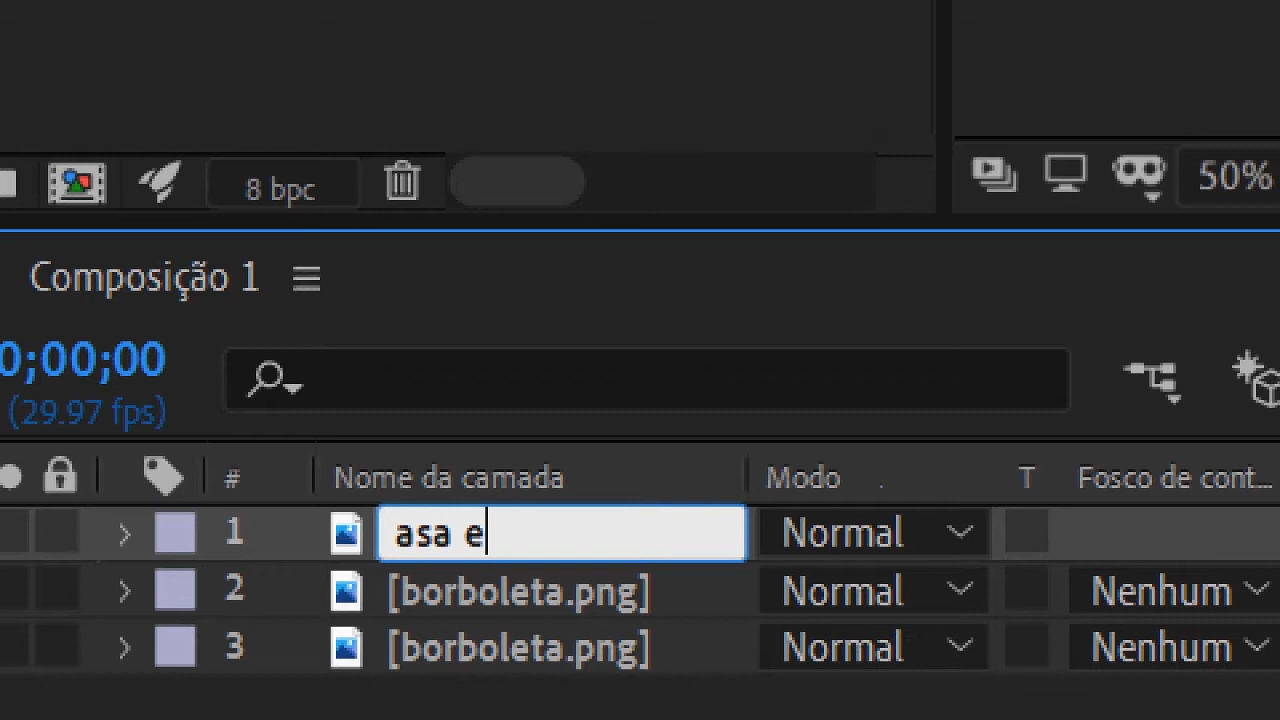 8 bpc
50%
Composição 1
0;00;00
(29.97 fps)
# Nome da camada Modo T Fosco de cont...
1 asa e Normal
2 [borboleta.png] Normal Nenhum
3 [borboleta.png] Normal Nenhum